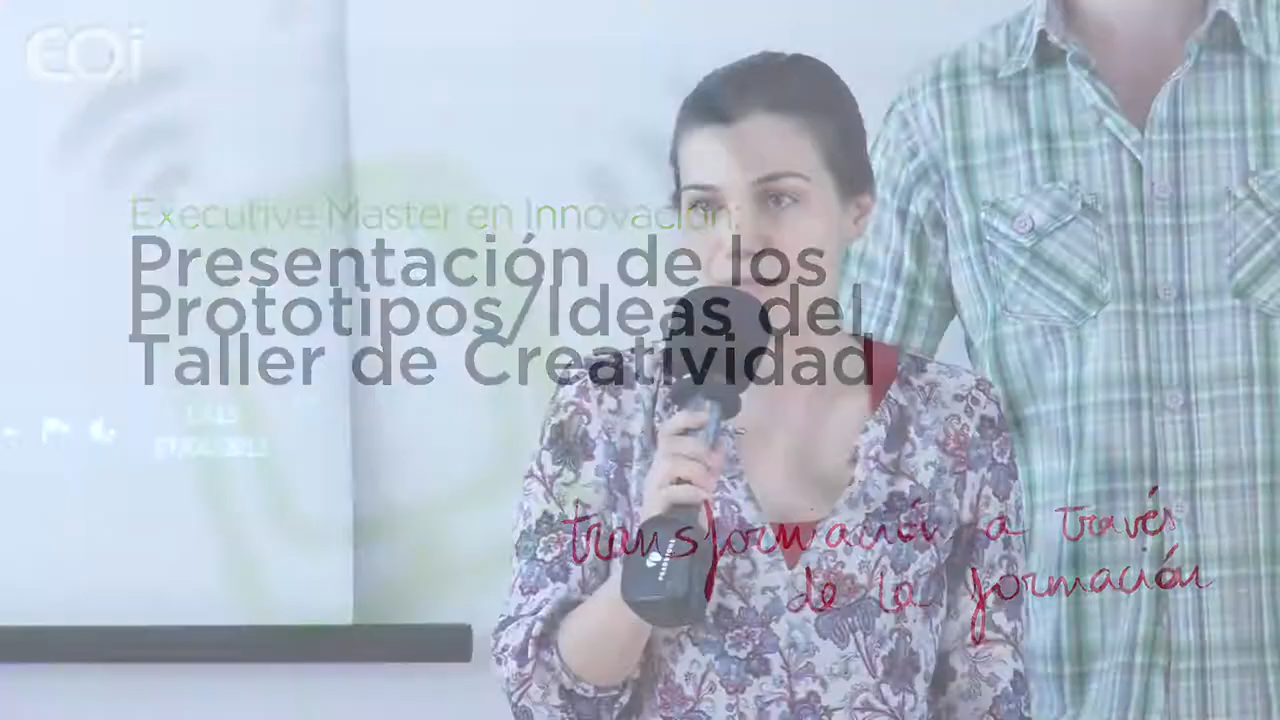 EOi
Executive Master en Innovación:
Presentación de los
Prototipos/Ideas del
Taller de Creatividad
transformación a través
de la formación